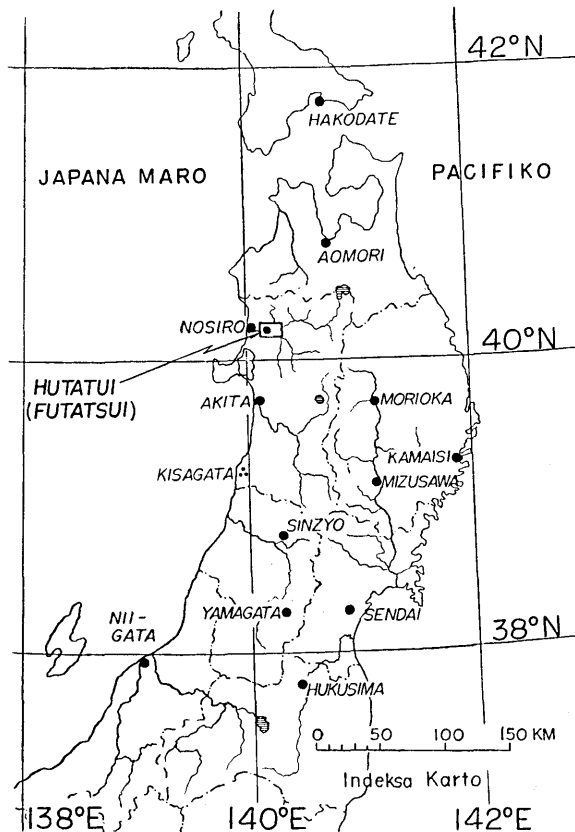 42°N
HAKODATE
JAPANA MARO
PACIFIKO
AOMORI
NOSIRO
40°N
HUTATUI
(FUTATSUI)
AKITA
MORIOKA
KAMAISI
KISAGATA
MIZUSAWA
SINZYO
YAMAGATA
SENDAI
NII-
GATA
38°N
HUKUSIMA
0 50 100 150 KM
Indeksa Karto
138°E
140°E
142°E